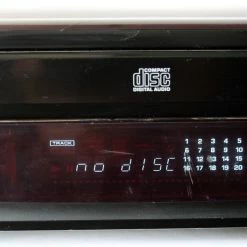 COMPACT
disc
DIGITAL AUDIO
TRACK
1 2 3 4 5
6 7 8 9 10
11 12 13 14 15
16 17 18 19 20
no dISC